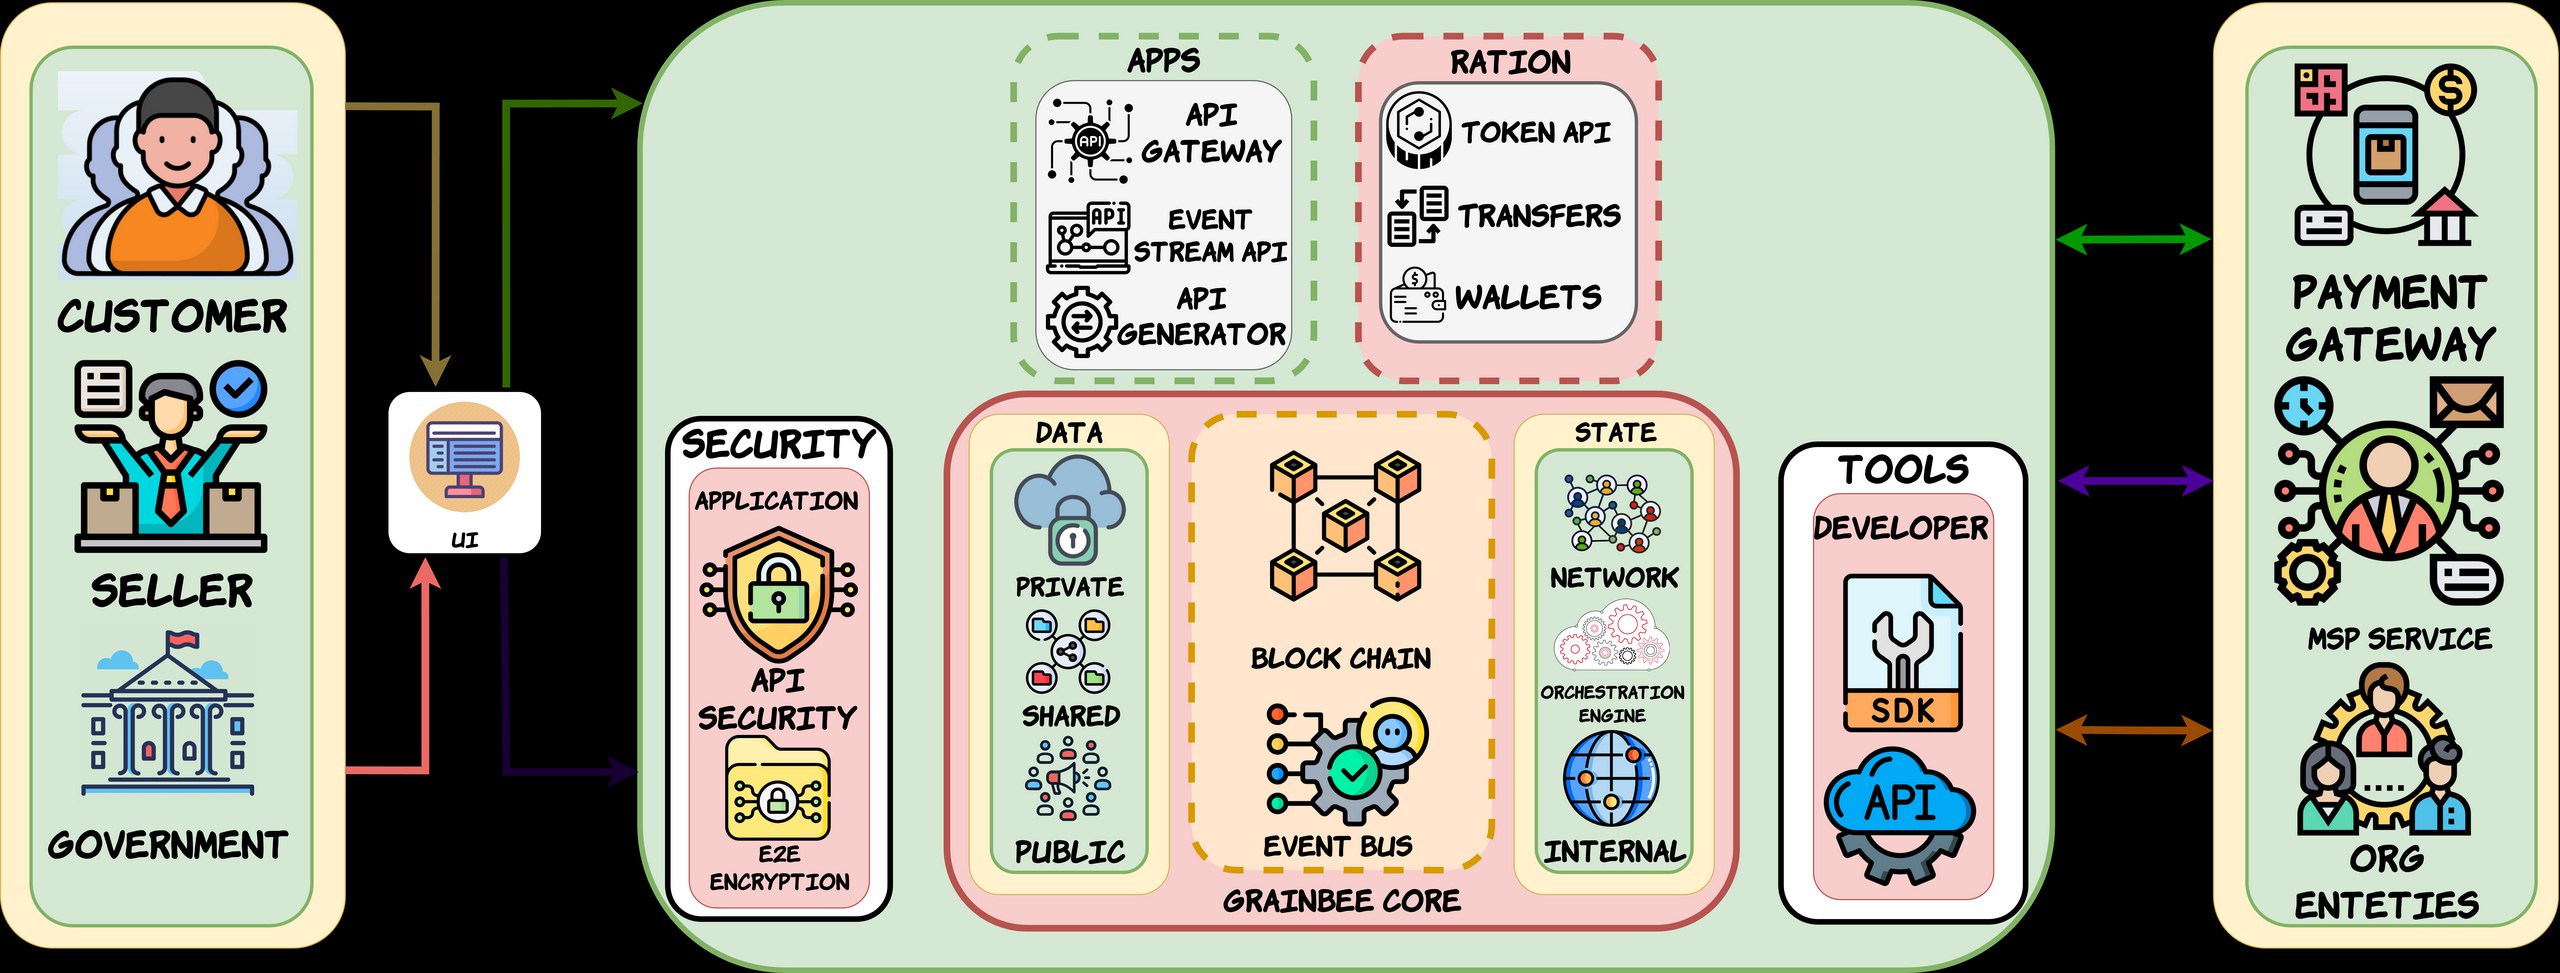 CUSTOMER
SELLER
GOVERNMENT
UI
APPS
API
API
GATEWAY
API
EVENT
STREAM API
API
GENERATOR
RATION
TOKEN API
TRANSFERS
$
WALLETS
SECURITY
APPLICATION
API
SECURITY
E2E
ENCRYPTION
DATA
PRIVATE
SHARED
PUBLIC
BLOCK CHAIN
EVENT BUS
GRAINBEE CORE
STATE
NETWORK
ORCHESTRATION
ENGINE
INTERNAL
TOOLS
DEVELOPER
SDK
API
$
PAYMENT
GATEWAY
MSP SERVICE
ORG
ENTETIES